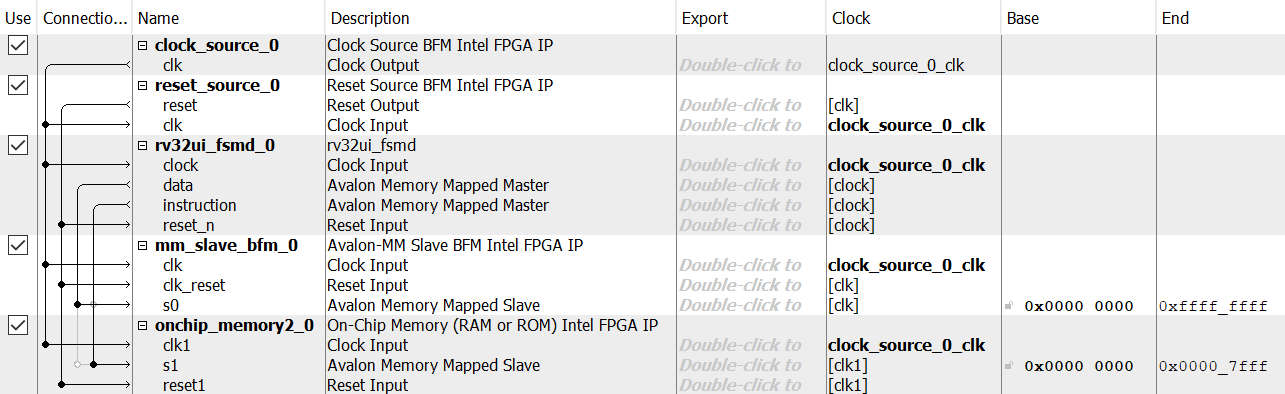 Use Connectio... Name Description Export Clock Base End
clock_source_0 Clock Source BFM Intel FPGA IP
clk Clock Output Double-click to clock_source_0_clk
reset_source_0 Reset Source BFM Intel FPGA IP
reset Reset Output Double-click to [clk]
clk Clock Input Double-click to clock_source_0_clk
rv32ui_fsmd_0 rv32ui_fsmd
clock Clock Input Double-click to clock_source_0_clk
data Avalon Memory Mapped Master Double-click to [clock]
instruction Avalon Memory Mapped Master Double-click to [clock]
reset_n Reset Input Double-click to [clock]
mm_slave_bfm_0 Avalon-MM Slave BFM Intel FPGA IP
clk Clock Input Double-click to clock_source_0_clk
clk_reset Reset Input Double-click to [clk]
s0 Avalon Memory Mapped Slave Double-click to [clk] 0x0000 0000 0xffff_ffff
onchip_memory2_0 On-Chip Memory (RAM or ROM) Intel FPGA IP
clk1 Clock Input Double-click to clock_source_0_clk
s1 Avalon Memory Mapped Slave Double-click to [clk1] 0x0000 0000 0x0000_7fff
reset1 Reset Input Double-click to [clk1]